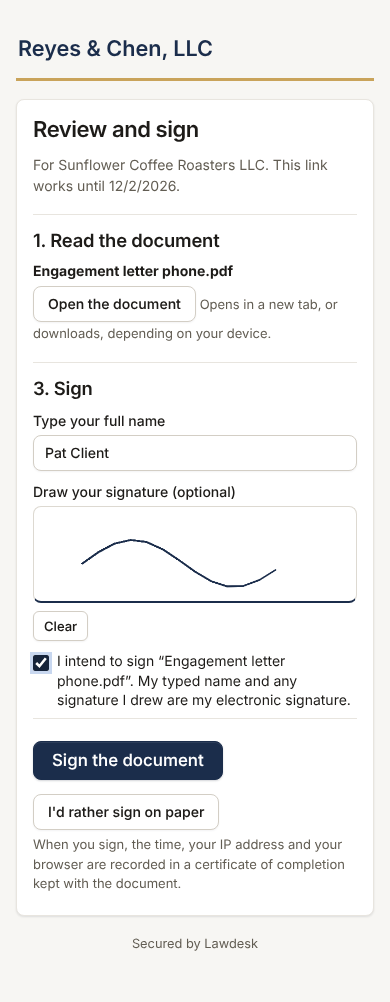 Reyes & Chen, LLC
Review and sign
For Sunflower Coffee Roasters LLC. This link
works until 12/2/2026.
1. Read the document
Engagement letter phone.pdf
Open the document Opens in a new tab, or
downloads, depending on your device.
3. Sign
Type your full name
Pat Client
Draw your signature (optional)
Clear
I intend to sign “Engagement letter
phone.pdf”. My typed name and any
signature I drew are my electronic signature.
Sign the document
I'd rather sign on paper
When you sign, the time, your IP address and your
browser are recorded in a certificate of completion
kept with the document.
Secured by Lawdesk